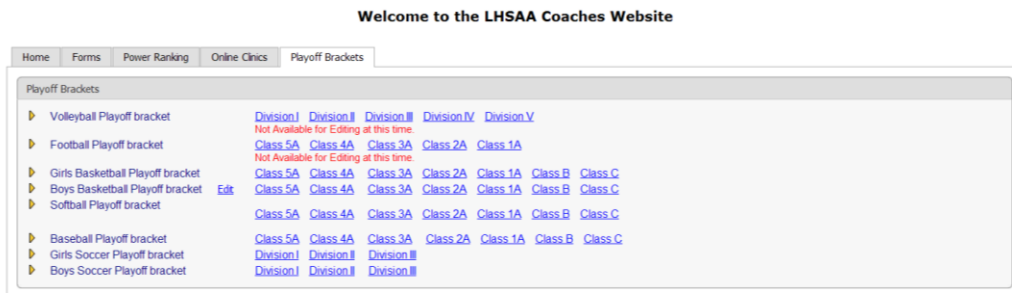 Welcome to the LHSAA Coaches Website
Home Forms Power Ranking Online Clinics Playoff Brackets
Playoff Brackets
Volleyball Playoff bracket Division I Division II Division III Division IV Division V
Not Available for Editing at this time.
Football Playoff bracket Class 5A Class 4A Class 3A Class 2A Class 1A
Not Available for Editing at this time.
Girls Basketball Playoff bracket Class 5A Class 4A Class 3A Class 2A Class 1A Class B Class C
Boys Basketball Playoff bracket Edit Class 5A Class 4A Class 3A Class 2A Class 1A Class B Class C
Softball Playoff bracket Class 5A Class 4A Class 3A Class 2A Class 1A Class B Class C
Baseball Playoff bracket Class 5A Class 4A Class 3A Class 2A Class 1A Class B Class C
Girls Soccer Playoff bracket Division I Division II Division III
Boys Soccer Playoff bracket Division I Division II Division III